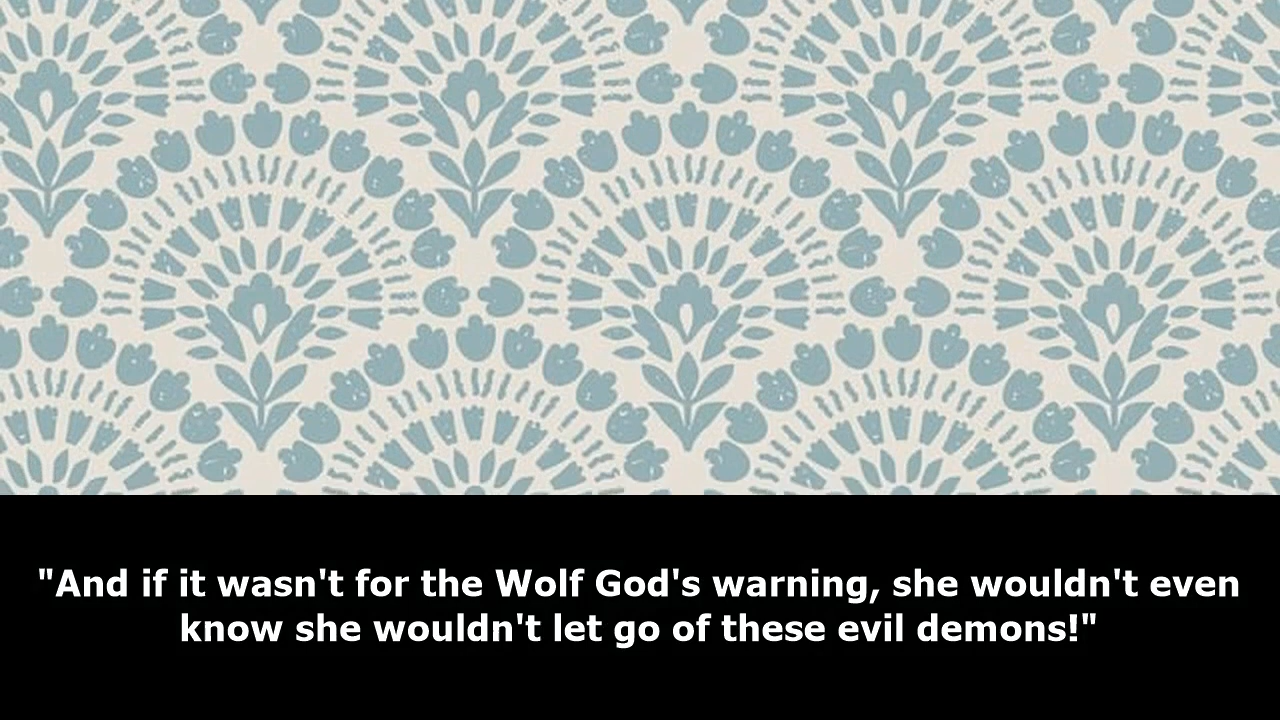 "And if it wasn't for the Wolf God's warning, she wouldn't even
know she wouldn't let go of these evil demons!"